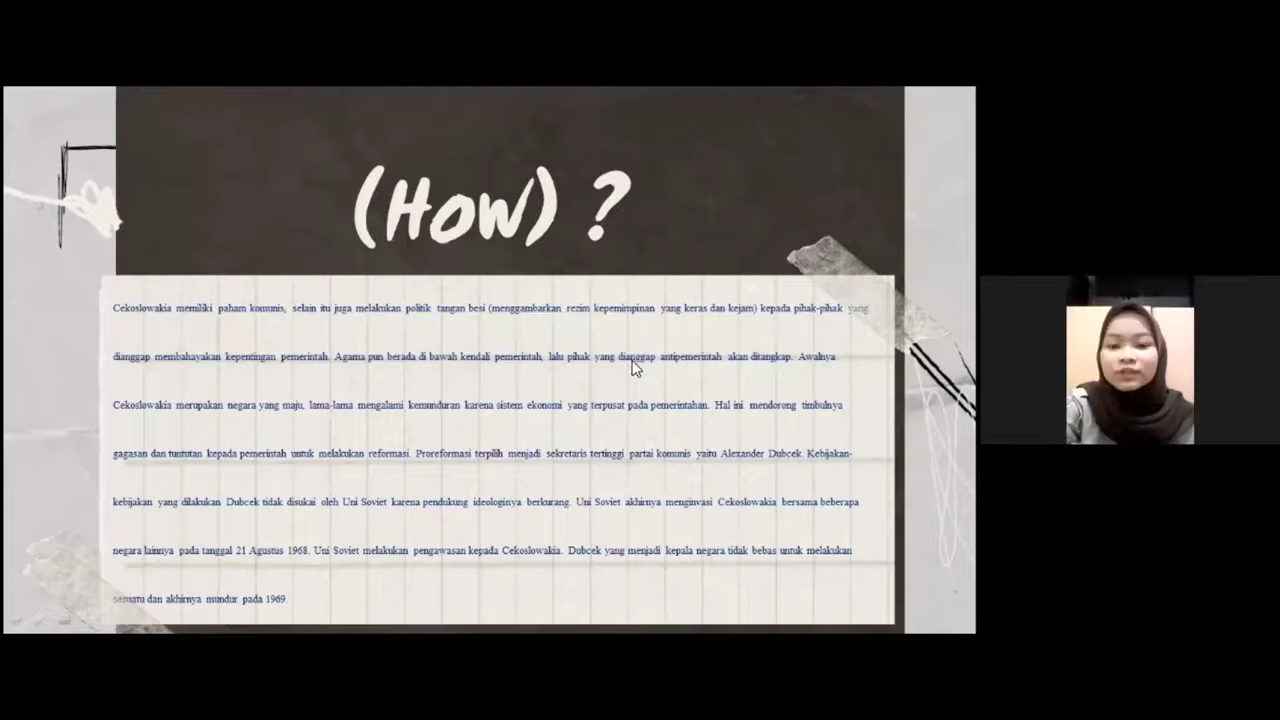 (HOW) ?
Cekoslowakia memiliki paham komunis, selain itu juga melakukan politik tangan besi (menggambarkan rezim kepemimpinan yang keras dan kejam) kepada pihak-pihak yang
dianggap membahayakan kepentingan pemerintah. Agama pun berada di bawah kendali pemerintah, lalu pihak yang dianggap antipemerintah akan ditangkap. Awalnya
Cekoslowakia merupakan negara yang maju, lama-lama mengalami kemunduran karena sistem ekonomi yang terpusat pada pemerintahan. Hal ini mendorong timbulnya
gagasan dan tuntutan kepada pemerintah untuk melakukan reformasi. Proreformasi terpilih menjadi sekretaris tertinggi partai komunis yaitu Alexander Dubcek. Kebijakan-
kebijakan yang dilakukan Dubcek tidak disukai oleh Uni Soviet karena pendukung ideologinya berkurang. Uni Soviet akhirnya menginvasi Cekoslowakia bersama beberapa
negara lainnya pada tanggal 21 Agustus 1968. Uni Soviet melakukan pengawasan kepada Cekoslowakia. Dubcek yang menjadi kepala negara tidak bebas untuk melakukan
sesuatu dan akhirnya mundur pada 1969